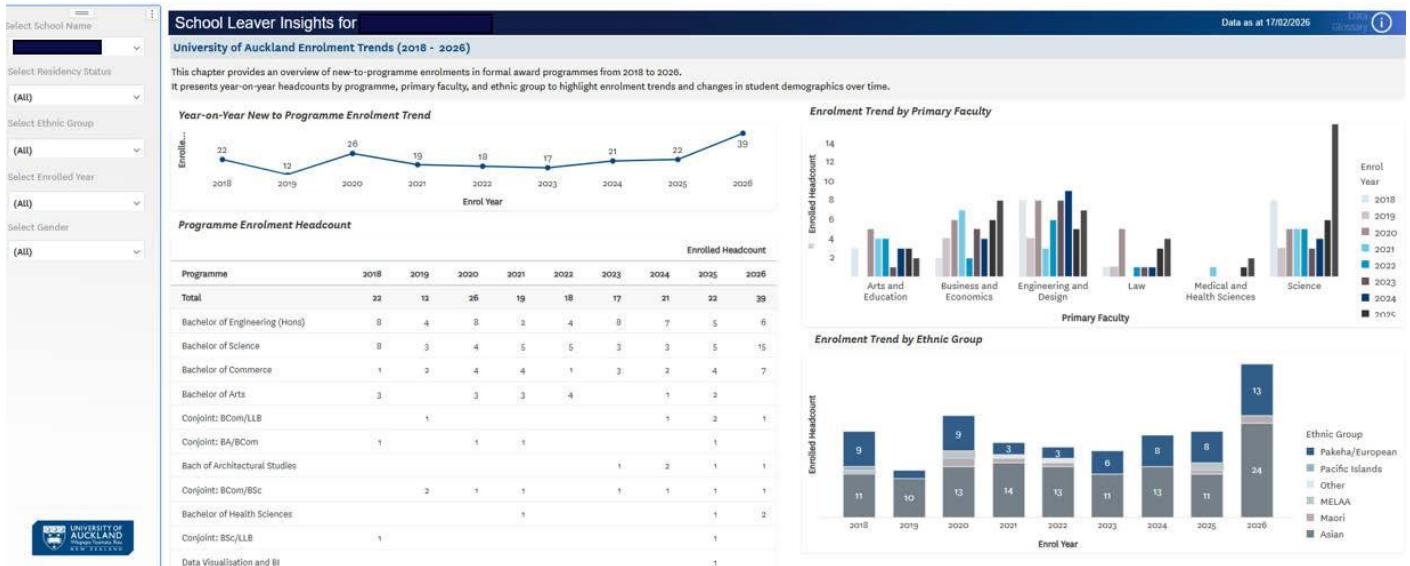 Select School Name
Select Residency Status
(All)
Select Ethnic Group
(All)
Select Enrolled Year
(All)
Select Gender
(All)
UNIVERSITY OF
AUCKLAND
NEW ZEALAND
School Leaver Insights for
Data as at 17/02/2026
Data
Glossary
University of Auckland Enrolment Trends (2018 - 2026)
This chapter provides an overview of new-to-programme enrolments in formal award programmes from 2018 to 2026.
It presents year-on-year headcounts by programme, primary faculty, and ethnic group to highlight enrolment trends and changes in student demographics over time.
Year-on-Year New to Programme Enrolment Trend
Enrolle...
22 12 26 19 18 17 21 22 39
2018 2019 2020 2021 2022 2023 2024 2025 2026
Enrol Year
Programme Enrolment Headcount
Enrolled Headcount
Programme 2018 2019 2020 2021 2022 2023 2024 2025 2026
Total 22 12 26 19 18 17 21 22 39
Bachelor of Engineering (Hons) 8 4 8 2 4 8 7 5 6
Bachelor of Science 8 3 4 5 5 3 3 5 15
Bachelor of Commerce 1 2 4 4 1 3 2 4 7
Bachelor of Arts 3 3 3 4 1 2
Conjoint: BCom/LLB 1 1 2 1
Conjoint: BA/BCom 1 1 1 1
Bach of Architectural Studies 1 2 1 1
Conjoint: BCom/BSc 2 1 1 1 1 1 1
Bachelor of Health Sciences 1 1 2
Conjoint: BSc/LLB 1 1
Data Visualisation and BI 1
Enrolment Trend by Primary Faculty
Enrolled Headcount
14
12
10
8
6
4
2
Arts and Education
Business and Economics
Engineering and Design
Law
Medical and Health Sciences
Science
Primary Faculty
Enrol Year
2018
2019
2020
2021
2022
2023
2024
2025
Enrolment Trend by Ethnic Group
Enrolled Headcount
9 9 3 3 6 8 8 13
11 10 13 14 13 11 13 11 24
2018 2019 2020 2021 2022 2023 2024 2025 2026
Enrol Year
Ethnic Group
Pakeha/European
Pacific Islands
Other
MELAA
Maori
Asian